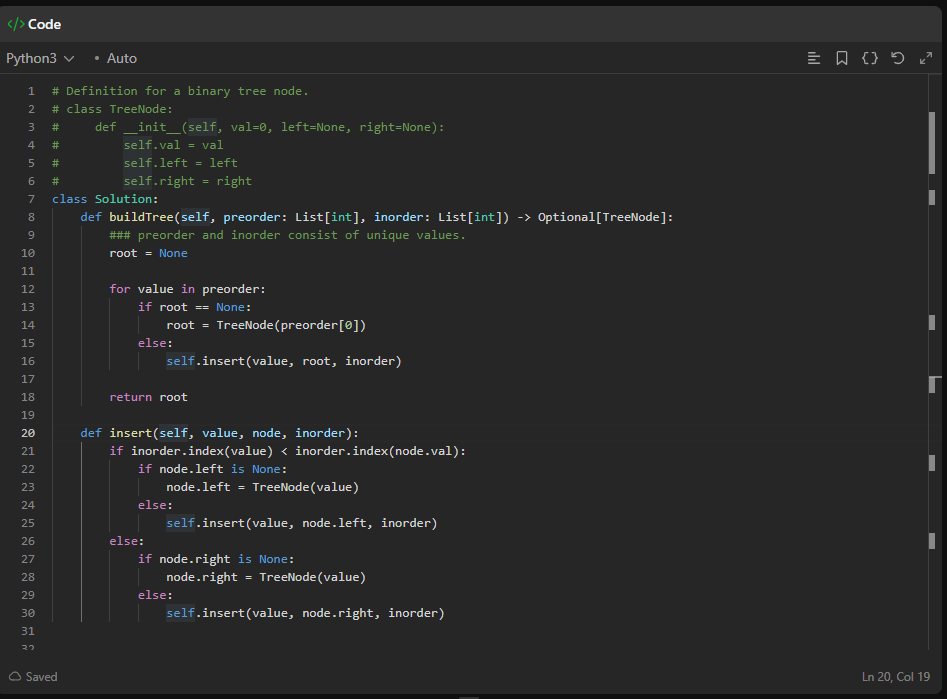 </> Code
Python3 • Auto
1 # Definition for a binary tree node.
2 # class TreeNode:
3 #     def __init__(self, val=0, left=None, right=None):
4 #         self.val = val
5 #         self.left = left
6 #         self.right = right
7 class Solution:
8     def buildTree(self, preorder: List[int], inorder: List[int]) -> Optional[TreeNode]:
9         ### preorder and inorder consist of unique values.
10         root = None
11
12         for value in preorder:
13             if root == None:
14                 root = TreeNode(preorder[0])
15             else:
16                 self.insert(value, root, inorder)
17
18         return root
19
20     def insert(self, value, node, inorder):
21         if inorder.index(value) < inorder.index(node.val):
22             if node.left is None:
23                 node.left = TreeNode(value)
24             else:
25                 self.insert(value, node.left, inorder)
26         else:
27             if node.right is None:
28                 node.right = TreeNode(value)
29             else:
30                 self.insert(value, node.right, inorder)
31
32
Saved
Ln 20, Col 19